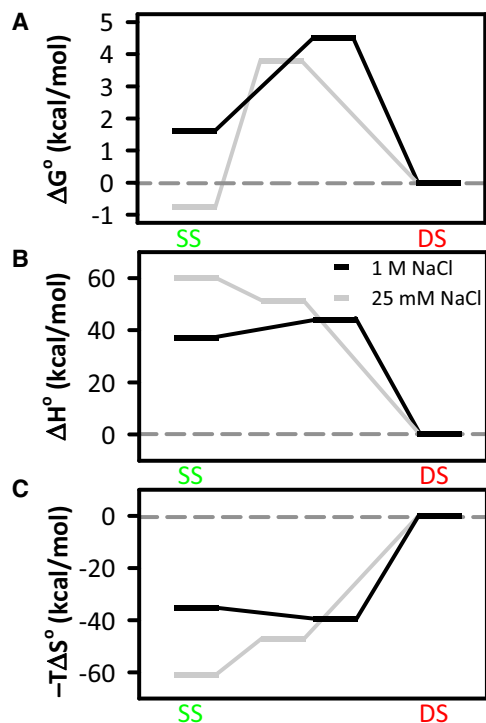 A
ΔG° (kcal/mol)
5
4
3
2
1
0
-1
SS
DS
B
ΔH° (kcal/mol)
60
40
20
0
1 M NaCl
25 mM NaCl
SS
DS
C
−TΔS° (kcal/mol)
0
-20
-40
-60
SS
DS